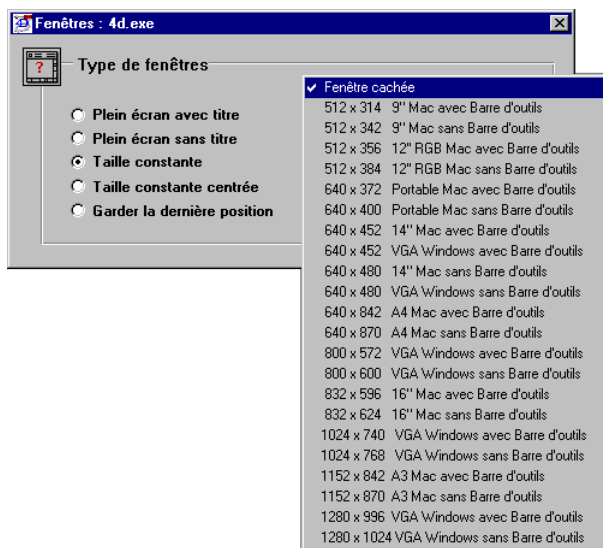 Fenêtres : 4d.exe
?
Type de fenêtres
Plein écran avec titre
Plein écran sans titre
Taille constante
Taille constante centrée
Garder la dernière position
Fenêtre cachée
512 x 314 9" Mac avec Barre d'outils
512 x 342 9" Mac sans Barre d'outils
512 x 356 12" RGB Mac avec Barre d'outils
512 x 384 12" RGB Mac sans Barre d'outils
640 x 372 Portable Mac avec Barre d'outils
640 x 400 Portable Mac sans Barre d'outils
640 x 452 14" Mac avec Barre d'outils
640 x 452 VGA Windows avec Barre d'outils
640 x 480 14" Mac sans Barre d'outils
640 x 480 VGA Windows sans Barre d'outils
640 x 842 A4 Mac avec Barre d'outils
640 x 870 A4 Mac sans Barre d'outils
800 x 572 VGA Windows avec Barre d'outils
800 x 600 VGA Windows sans Barre d'outils
832 x 596 16" Mac avec Barre d'outils
832 x 624 16" Mac sans Barre d'outils
1024 x 740 VGA Windows avec Barre d'outils
1024 x 768 VGA Windows sans Barre d'outils
1152 x 842 A3 Mac avec Barre d'outils
1152 x 870 A3 Mac sans Barre d'outils
1280 x 996 VGA Windows avec Barre d'outils
1280 x 1024 VGA Windows sans Barre d'outils